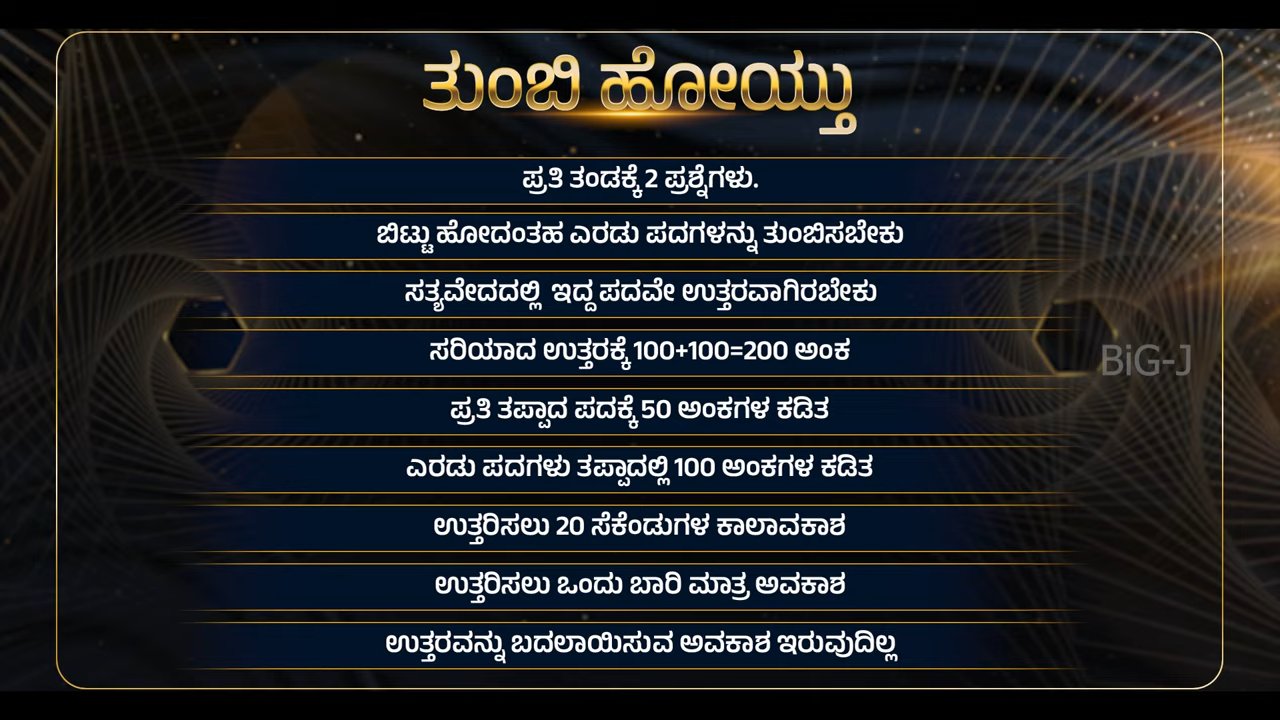 ತುಂಬಿ ಹೋಯ್ತು
ಪ್ರತಿ ತಂಡಕ್ಕೆ 2 ಪ್ರಶ್ನೆಗಳು.
ಬಿಟ್ಟು ಹೋದಂತಹ ಎರಡು ಪದಗಳನ್ನು ತುಂಬಿಸಬೇಕು
ಸತ್ಯವೇದದಲ್ಲಿ ಇದ್ದ ಪದವೇ ಉತ್ತರವಾಗಿರಬೇಕು
ಸರಿಯಾದ ಉತ್ತರಕ್ಕೆ 100+100=200 ಅಂಕ
BiG-J
ಪ್ರತಿ ತಪ್ಪಾದ ಪದಕ್ಕೆ 50 ಅಂಕಗಳ ಕಡಿತ
ಎರಡು ಪದಗಳು ತಪ್ಪಾದಲ್ಲಿ 100 ಅಂಕಗಳ ಕಡಿತ
ಉತ್ತರಿಸಲು 20 ಸೆಕೆಂಡುಗಳ ಕಾಲಾವಕಾಶ
ಉತ್ತರಿಸಲು ಒಂದು ಬಾರಿ ಮಾತ್ರ ಅವಕಾಶ
ಉತ್ತರವನ್ನು ಬದಲಾಯಿಸುವ ಅವಕಾಶ ಇರುವುದಿಲ್ಲ